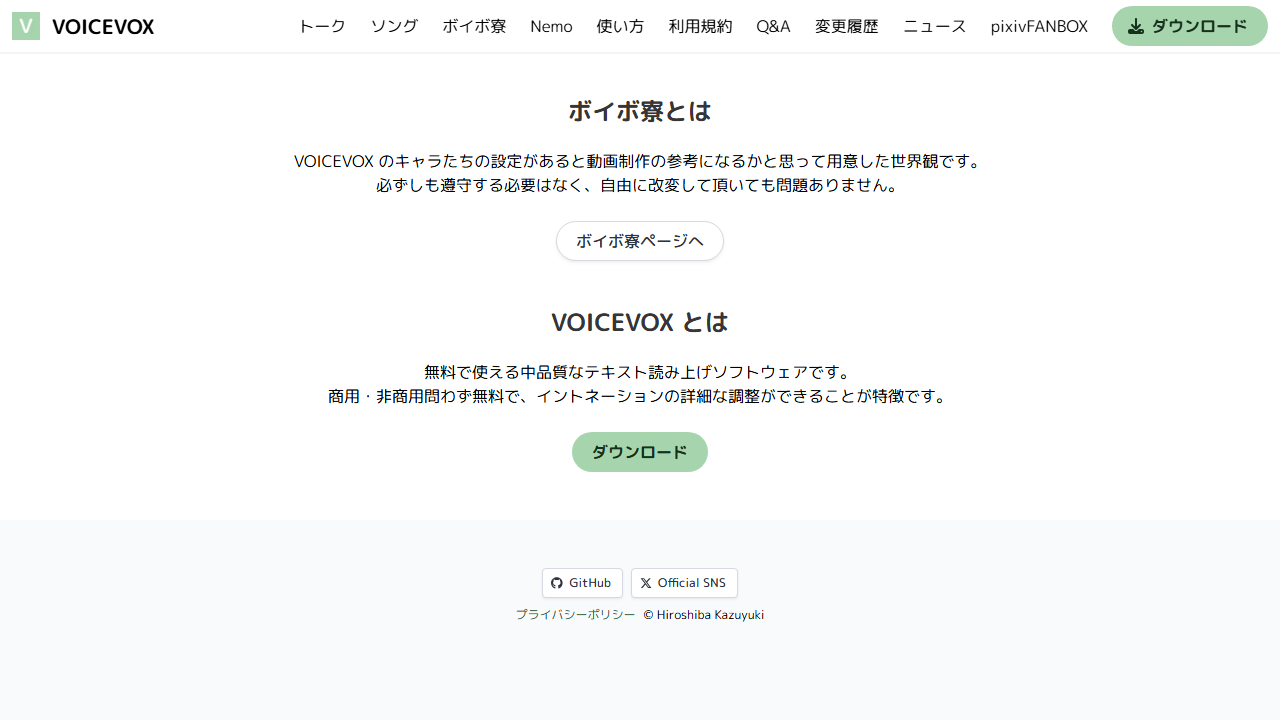 V VOICEVOX トーク ソング ボイボ寮 Nemo 使い方 利用規約 Q&A 変更履歴 ニュース pixivFANBOX ダウンロード
ボイボ寮とは
VOICEVOX のキャラたちの設定があると動画制作の参考になるかと思って用意した世界観です。
必ずしも遵守する必要はなく、自由に改変して頂いても問題ありません。
ボイボ寮ページへ
VOICEVOX とは
無料で使える中品質なテキスト読み上げソフトウェアです。
商用・非商用問わず無料で、イントネーションの詳細な調整ができることが特徴です。
ダウンロード
GitHub Official SNS
プライバシーポリシー © Hiroshiba Kazuyuki